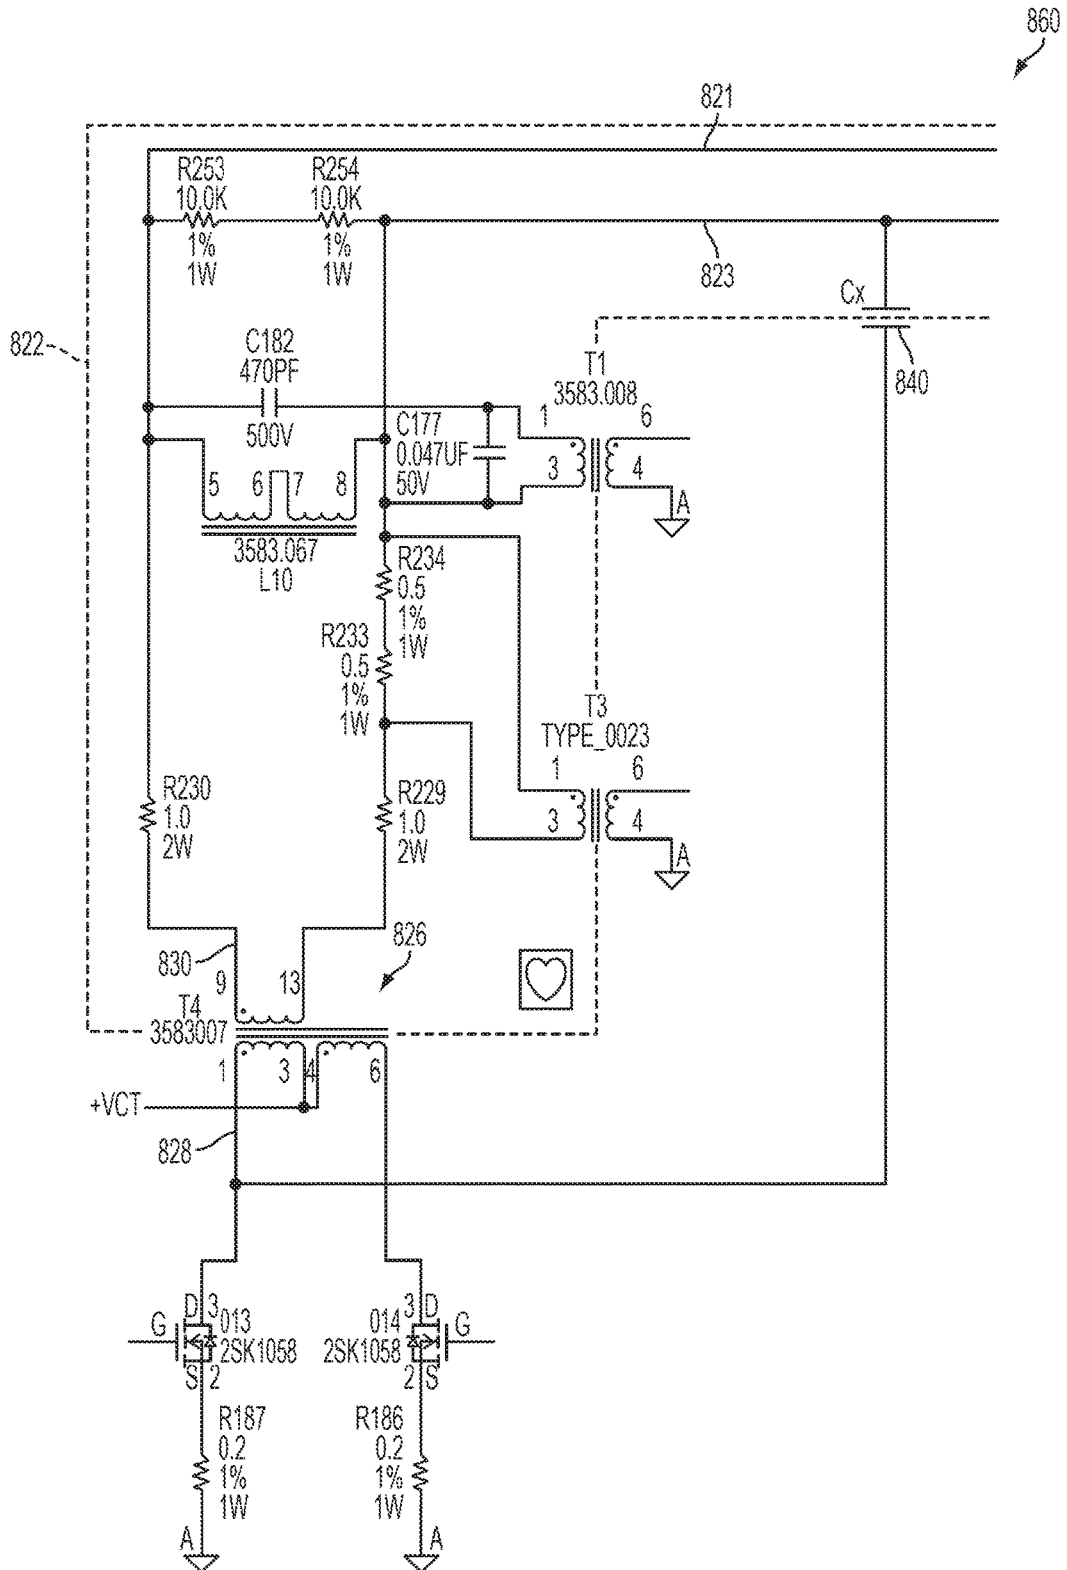 860
821
R253
10.0K
1%
1W
R254
10.0K
1%
1W
823
Cx
840
822
C182
470PF
500V
T1
3583.008
1
6
3
4
C177
0.047UF
50V
A
5
6
7
8
3583.067
L10
R234
0.5
1%
1W
R233
0.5
1%
1W
T3
TYPE_0023
1
6
3
4
A
R230
1.0
2W
R229
1.0
2W
826
830
9
13
T4
3583007
1
3
4
6
+VCT
828
D
3
G
013
2SK1058
S
2
3
D
014
G
2SK1058
2
S
R187
0.2
1%
1W
R186
0.2
1%
1W
A
A